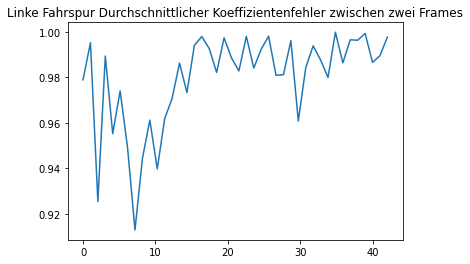 Linke Fahrspur Durchschnittlicher Koeffizientenfehler zwischen zwei Frames
1.00
0.98
0.96
0.94
0.92
0 10 20 30 40